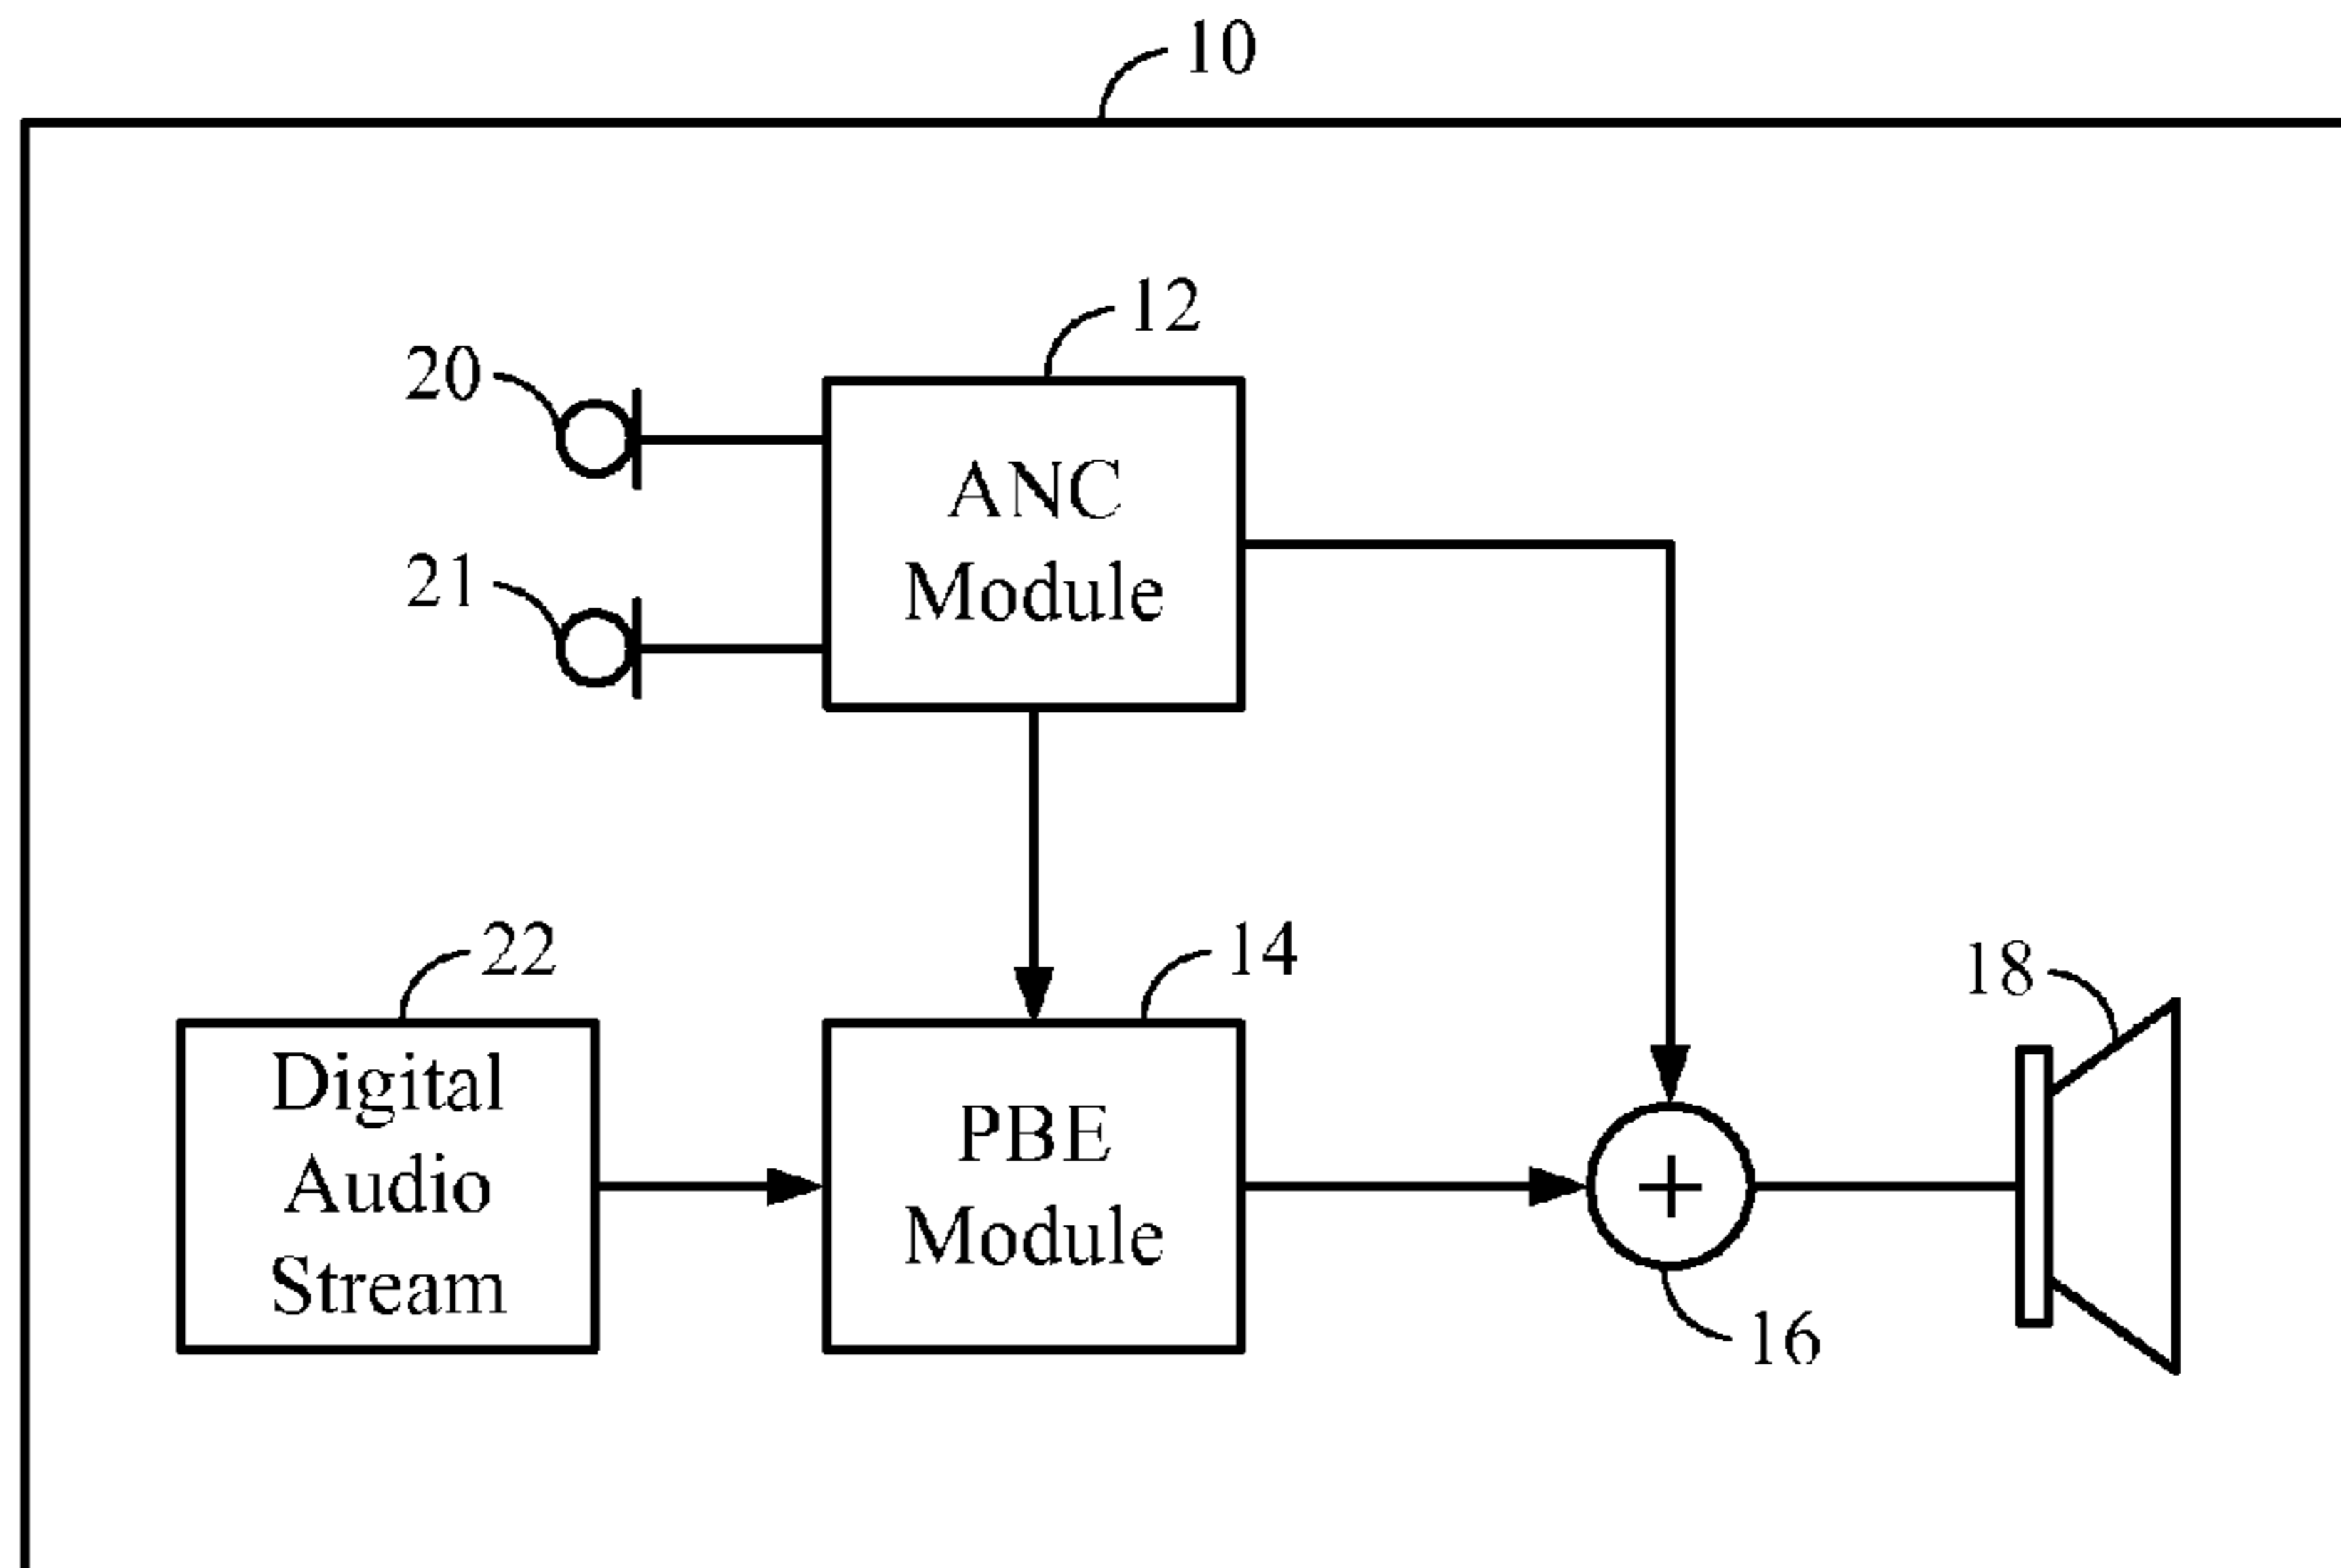 10
12
20
ANC
Module
21
22
14
18
Digital
Audio
Stream
PBE
Module
+
16